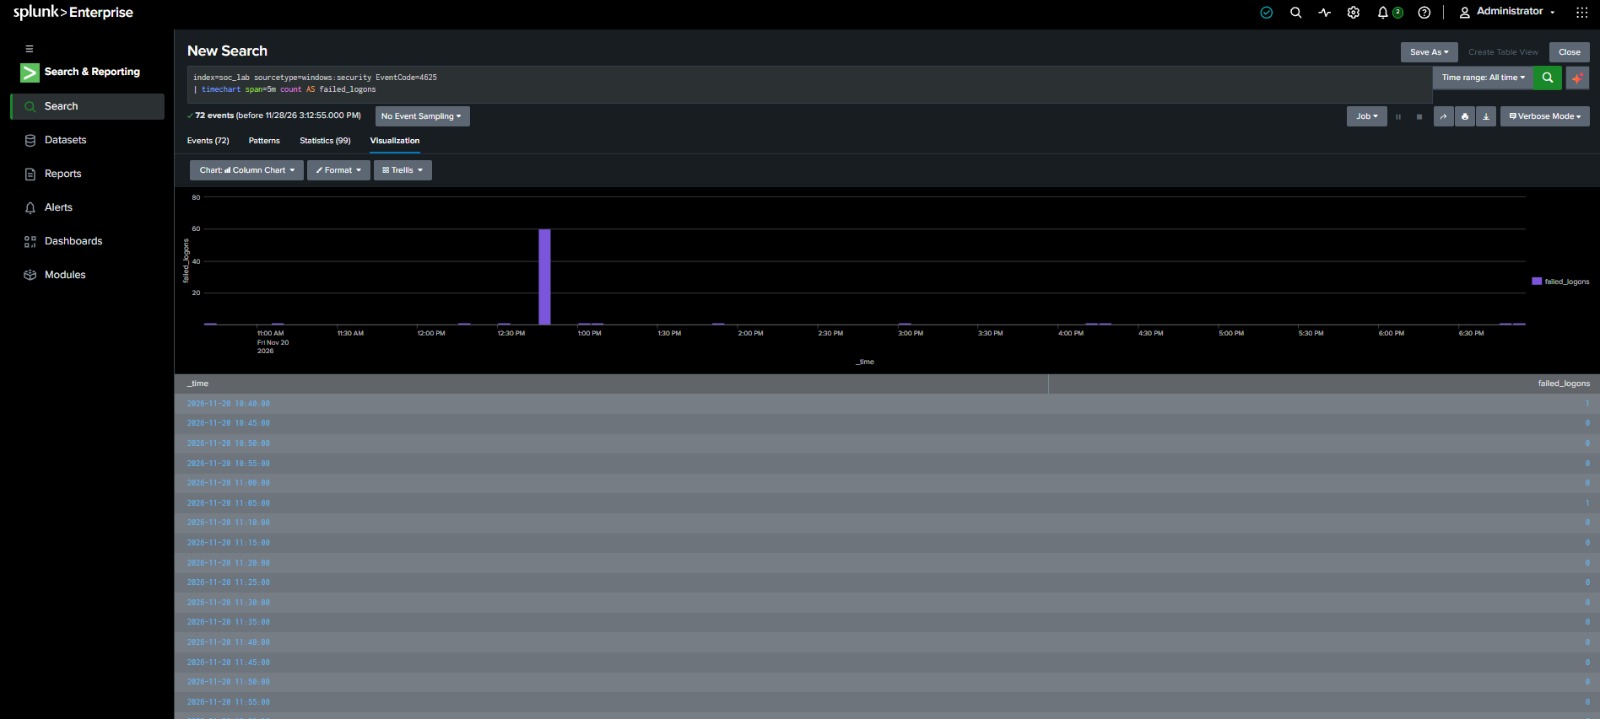 splunk>Enterprise
2
Administrator
Search & Reporting
Search
Datasets
Reports
Alerts
Dashboards
Modules
New Search
Save As
Create Table View
Close
index=soc_lab sourcetype=windows:security EventCode=4625
| timechart span=5m count AS failed_logons
Time range: All time
72 events (before 11/28/26 3:12:55.000 PM)
No Event Sampling
Job
Verbose Mode
Events (72)
Patterns
Statistics (99)
Visualization
Chart: Column Chart
Format
Trellis
80
60
40
20
failed_logons
failed_logons
11:00 AM
Fri Nov 20
2026
11:30 AM
12:00 PM
12:30 PM
1:00 PM
1:30 PM
2:00 PM
2:30 PM
3:00 PM
3:30 PM
4:00 PM
4:30 PM
5:00 PM
5:30 PM
6:00 PM
6:30 PM
_time
_time failed_logons
2026-11-20 10:40:00 1
2026-11-20 10:45:00 0
2026-11-20 10:50:00 0
2026-11-20 10:55:00 0
2026-11-20 11:00:00 0
2026-11-20 11:05:00 1
2026-11-20 11:10:00 0
2026-11-20 11:15:00 0
2026-11-20 11:20:00 0
2026-11-20 11:25:00 0
2026-11-20 11:30:00 0
2026-11-20 11:35:00 0
2026-11-20 11:40:00 0
2026-11-20 11:45:00 0
2026-11-20 11:50:00 0
2026-11-20 11:55:00 0